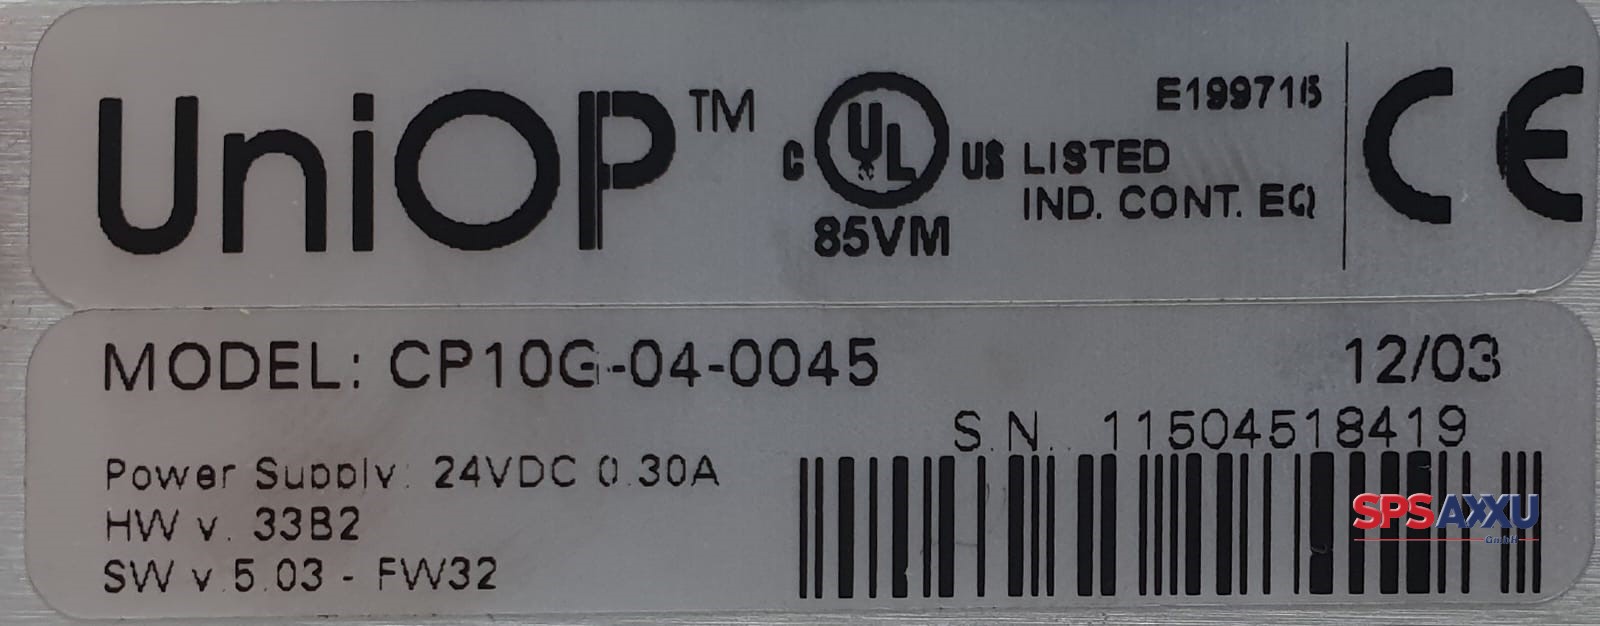 UniOP™
C UL US LISTED
85VM
E199715
IND. CONT. EQ
CE
MODEL: CP10G-04-0045
12/03
S.N. 11504518419
Power Supply: 24VDC 0.30A
HW v. 33B2
SW v.5.03 - FW32
SPSAXXU
GmbH